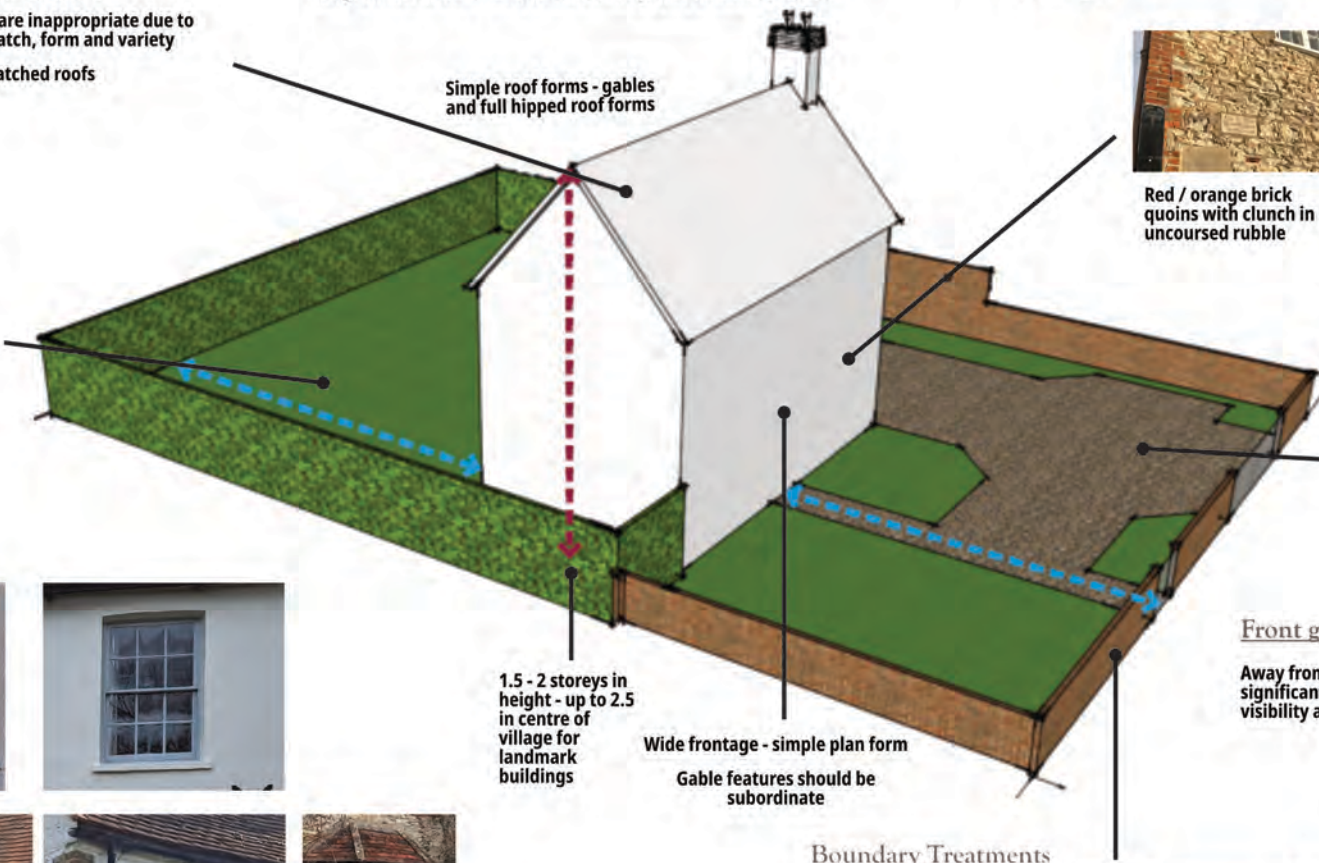 are inappropriate due to
atch, form and variety
atched roofs
Simple roof forms - gables
and full hipped roof forms
Red / orange brick
quoins with clunch in
uncoursed rubble
1.5 - 2 storeys in
height - up to 2.5
in centre of
village for
landmark
buildings
Wide frontage - simple plan form
Gable features should be
subordinate
Front g
Away fron
significan
visibility a
Boundary Treatments